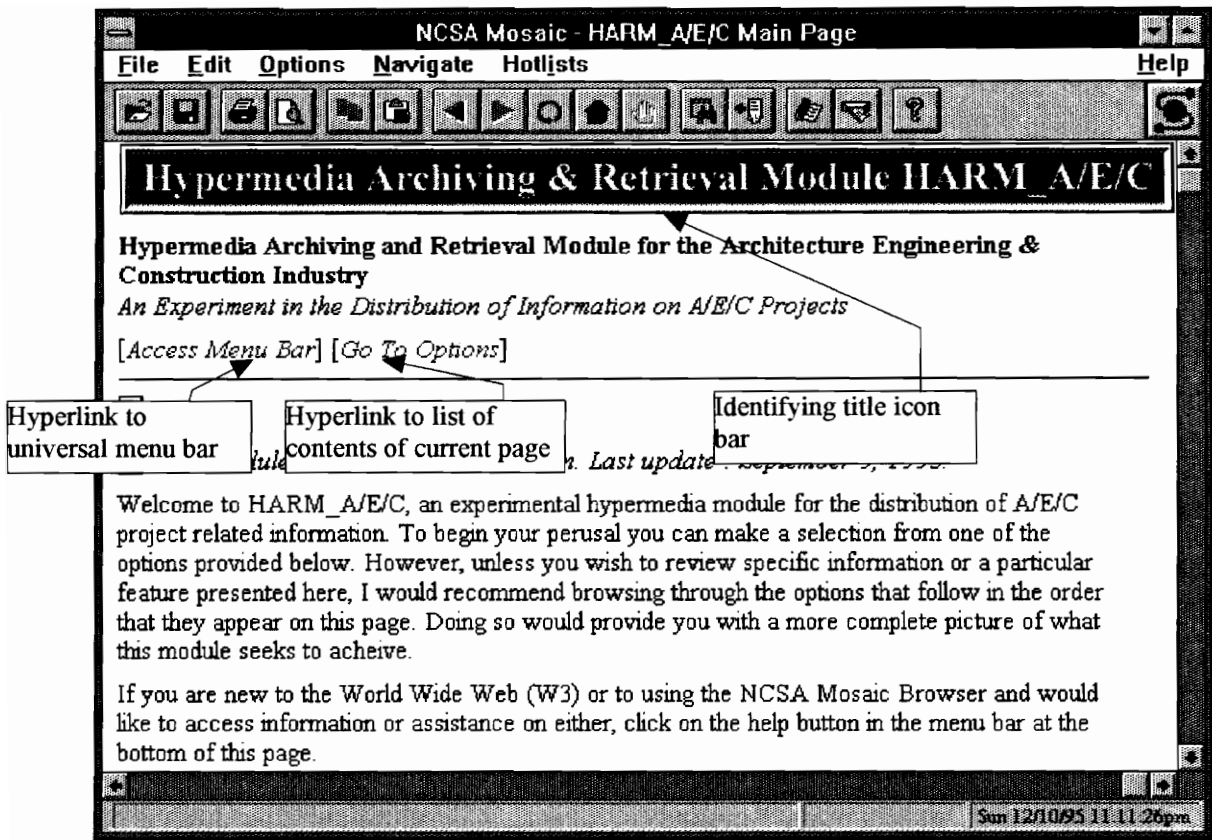 NCSA Mosaic - HARM_A/E/C Main Page
File Edit Options Navigate Hotlists Help
Hypermedia Archiving & Retrieval Module HARM_A/E/C
Hypermedia Archiving and Retrieval Module for the Architecture Engineering &
Construction Industry
An Experiment in the Distribution of Information on A/E/C Projects
[Access Menu Bar] [Go To Options]
Hyperlink to
universal menu bar
Hyperlink to list of
contents of current page
Identifying title icon
bar
Last update
Welcome to HARM_A/E/C, an experimental hypermedia module for the distribution of A/E/C
project related information. To begin your perusal you can make a selection from one of the
options provided below. However, unless you wish to review specific information or a particular
feature presented here, I would recommend browsing through the options that follow in the order
that they appear on this page. Doing so would provide you with a more complete picture of what
this module seeks to acheive.
If you are new to the World Wide Web (W3) or to using the NCSA Mosaic Browser and would
like to access information or assistance on either, click on the help button in the menu bar at the
bottom of this page.
Sun 12/10/95 11:11:26pm